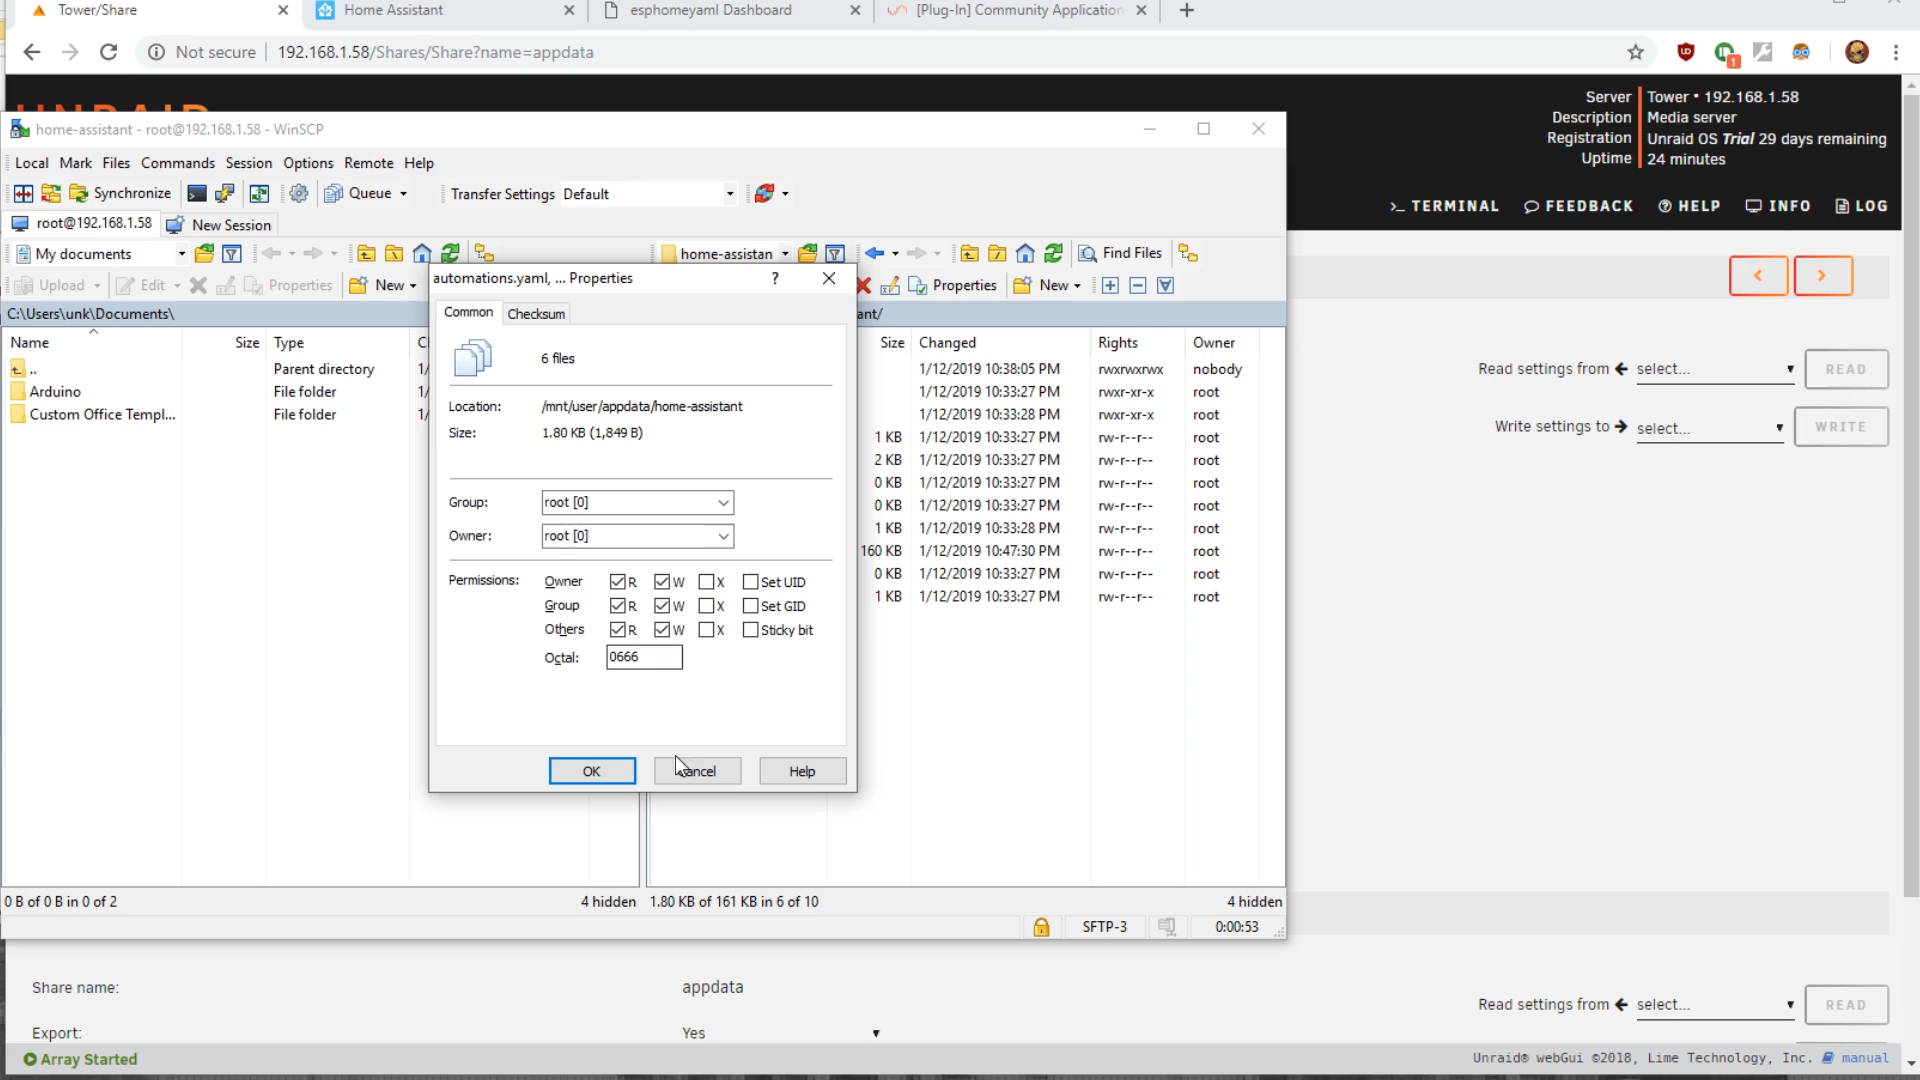 Tower/Share
Home Assistant
esphomeyaml Dashboard
[Plug-In] Community Application
Not secure
192.168.1.58/Shares/Share?name=appdata
1
UNRAID
Server
Tower • 192.168.1.58
Description
Media server
Registration
Unraid OS Trial 29 days remaining
Uptime
24 minutes
TERMINAL
FEEDBACK
HELP
INFO
LOG
home-assistant - root@192.168.1.58 - WinSCP
Local Mark Files Commands Session Options Remote Help
Synchronize
Queue
Transfer Settings Default
root@192.168.1.58
New Session
My documents
home-assistan
Find Files
Upload
Edit
Properties
New
Properties
New
C:\Users\unk\Documents\
ant/
Name Size Type C
.. Parent directory 1/
Arduino File folder 1/
Custom Office Templ... File folder 1/
Size Changed Rights Owner
1/12/2019 10:38:05 PM rwxrwxrwx nobody
1/12/2019 10:33:27 PM rwxr-xr-x root
1/12/2019 10:33:28 PM rwxr-xr-x root
1 KB 1/12/2019 10:33:27 PM rw-r--r-- root
2 KB 1/12/2019 10:33:27 PM rw-r--r-- root
0 KB 1/12/2019 10:33:27 PM rw-r--r-- root
0 KB 1/12/2019 10:33:27 PM rw-r--r-- root
1 KB 1/12/2019 10:33:28 PM rw-r--r-- root
160 KB 1/12/2019 10:47:30 PM rw-r--r-- root
0 KB 1/12/2019 10:33:27 PM rw-r--r-- root
1 KB 1/12/2019 10:33:27 PM rw-r--r-- root
automations.yaml, ... Properties
?
Common
Checksum
6 files
Location: /mnt/user/appdata/home-assistant
Size: 1.80 KB (1,849 B)
Group: root [0]
Owner: root [0]
Permissions: Owner R W X Set UID
Group R W X Set GID
Others R W X Sticky bit
Octal: 0666
OK
ancel
Help
0 B of 0 B in 0 of 2
4 hidden
1.80 KB of 161 KB in 6 of 10
4 hidden
SFTP-3
0:00:53
Read settings from
select...
READ
Write settings to
select...
WRITE
Share name:
appdata
Read settings from
select...
READ
Export:
Yes
Array Started
Unraid® webGui ©2018, Lime Technology, Inc.
manual